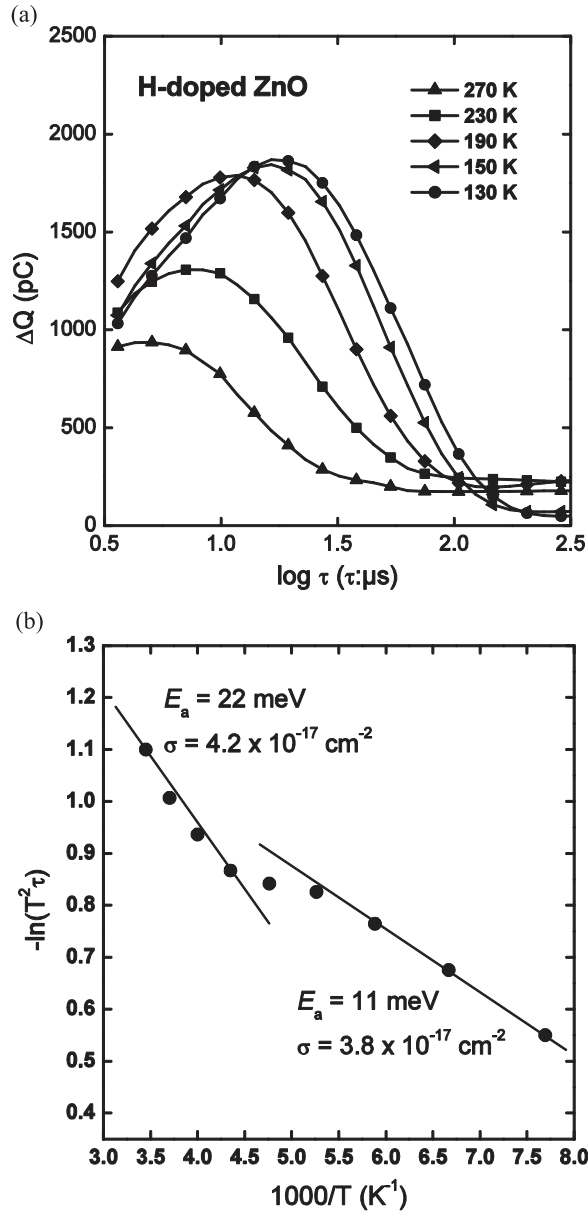 (a)
2500
2000
1500
1000
500
0
ΔQ (pC)
H-doped ZnO
270 K
230 K
190 K
150 K
130 K
0.5 1.0 1.5 2.0 2.5
log τ (τ:μs)
(b)
1.3
1.2
1.1
1.0
0.9
0.8
0.7
0.6
0.5
0.4
-ln(T²τ)
Eₐ = 22 meV
σ = 4.2 x 10⁻¹⁷ cm⁻²
Eₐ = 11 meV
σ = 3.8 x 10⁻¹⁷ cm⁻²
3.0 3.5 4.0 4.5 5.0 5.5 6.0 6.5 7.0 7.5 8.0
1000/T (K⁻¹)